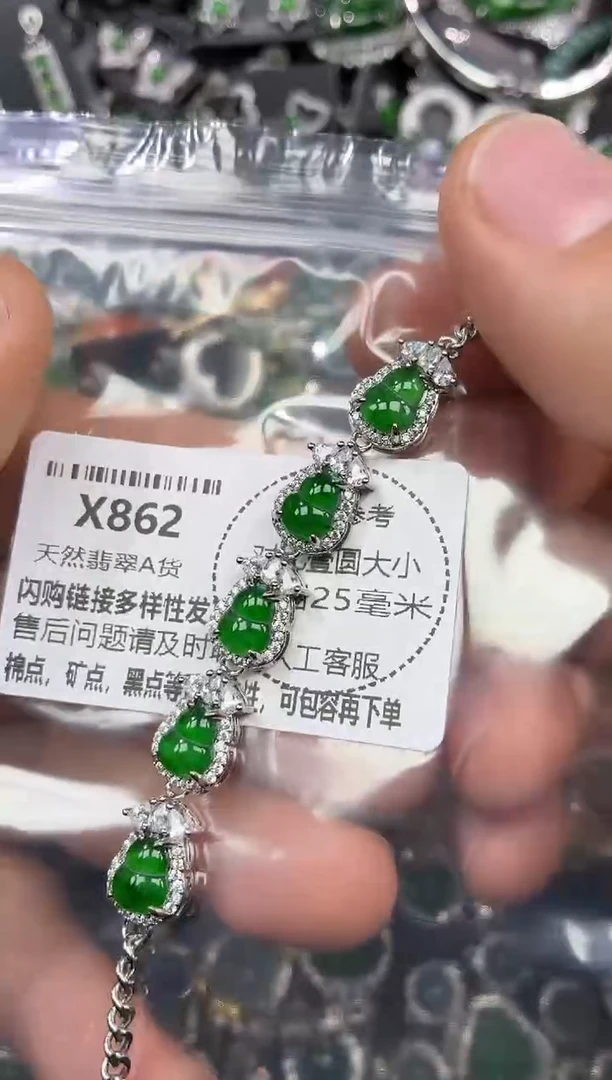 X862
天然翡翠A货
考
圆大小
闪购链接多样性发
25毫米
售后问题请及时
工客服
棉点，矿点，黑点等
性，可包容再下单